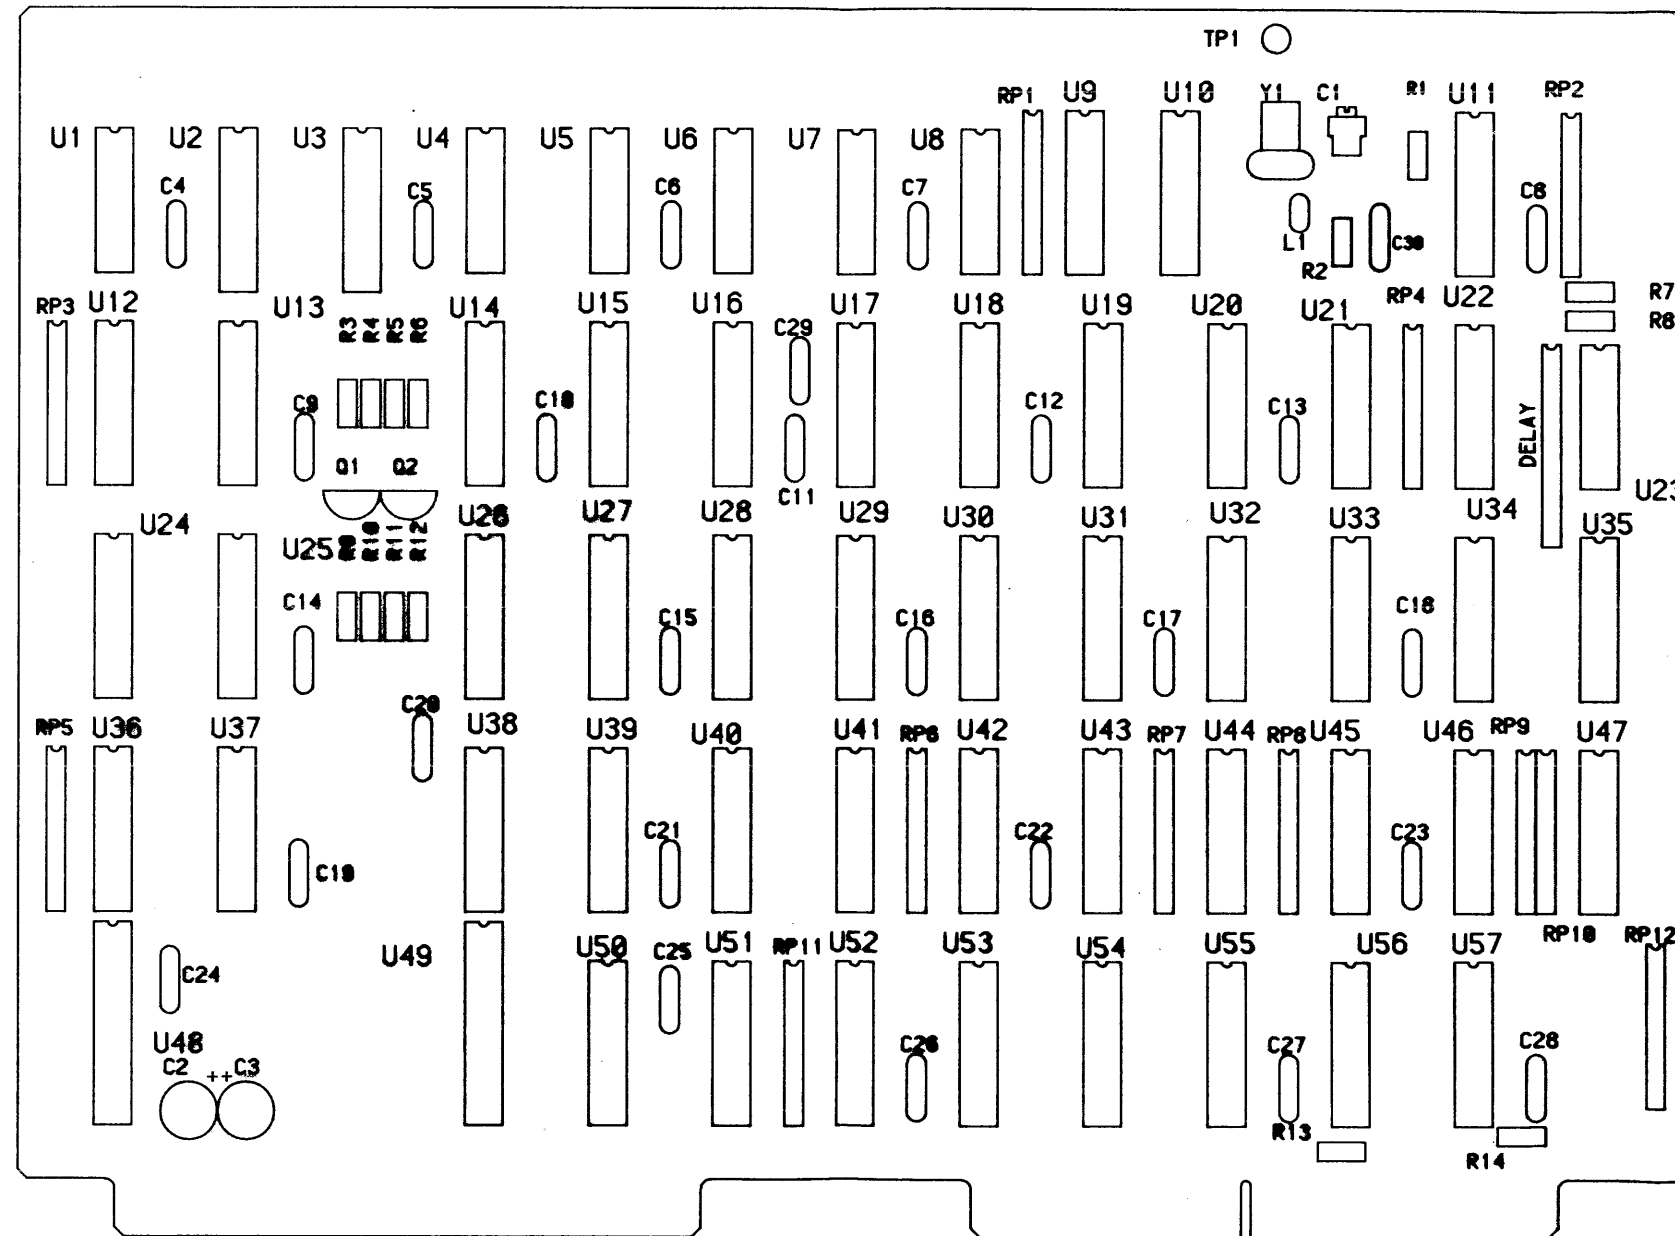 TP1
RP1 U9 U10 Y1 C1 R1 U11 RP2
U1 U2 U3 U4 U5 U6 U7 U8
C4 C5 C6 C7 C8
L1 R2 C30
R7
RP3 U12 U13 U14 U15 U16 U17 U18 U19 U20 U21 RP4 U22
R8
R3 R4 R5 R6
C29
C9 C10 C12 C13
DELAY
Q1 Q2
C11
U23
U24 U26 U27 U28 U29 U30 U31 U32 U33 U34 U35
U25 R9 R10 R11 R12
C14 C15 C16 C17 C18
C20
RP5 U36 U37 U38 U39 U40 U41 RP6 U42 U43 RP7 U44 RP8 U45 U46 RP9 U47
C21 C22 C23
C19
U49 U50 C25 U51 RP11 U52 U53 U54 U55 U56 U57 RP10 RP12
C24
U48
C2 ++ C3
C26 C27 C28
R13
R14